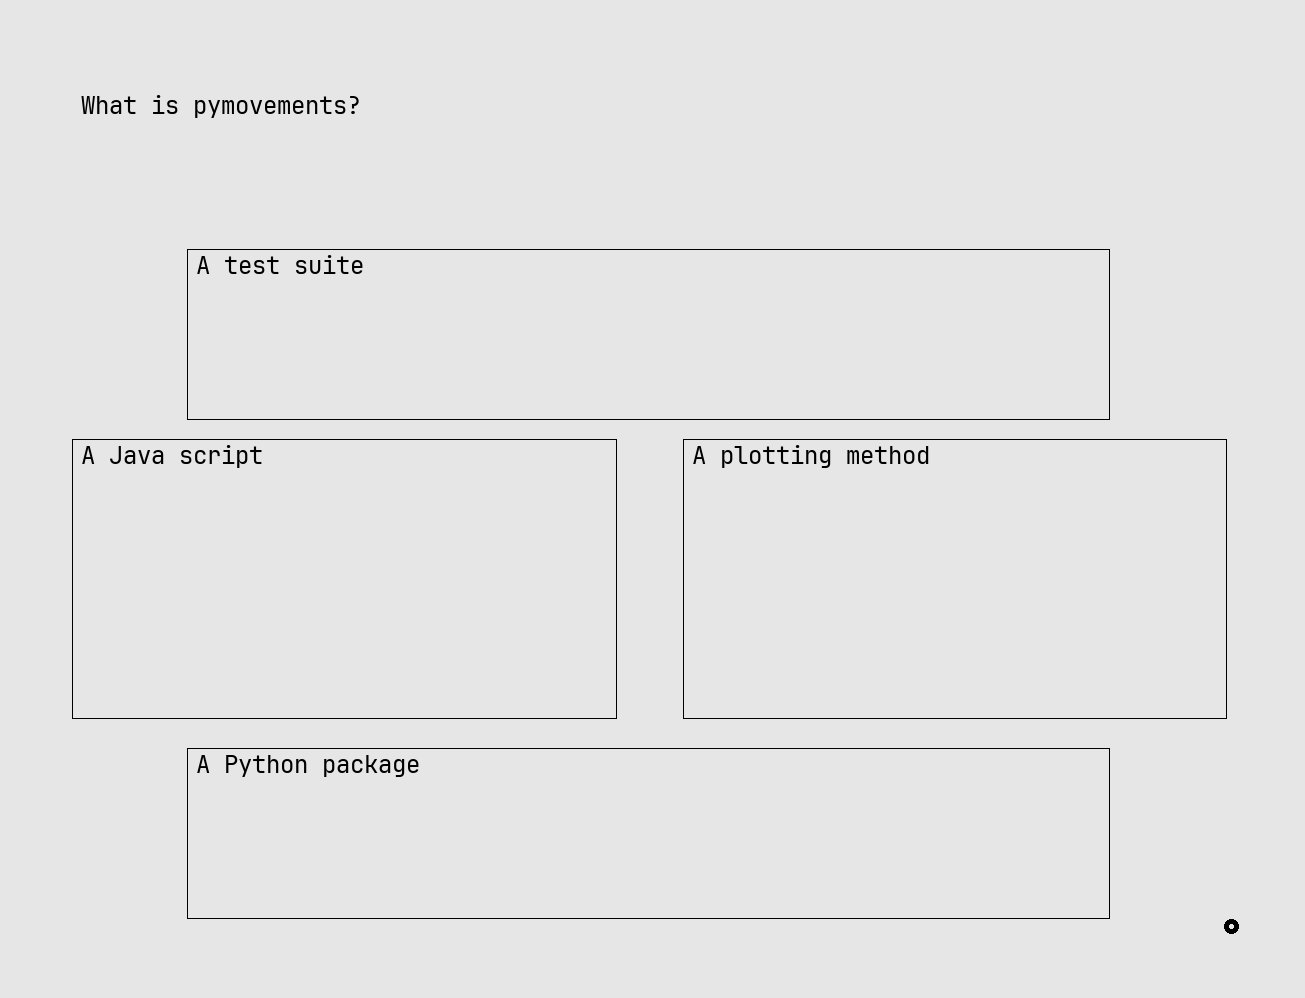 What is pymovements?
A test suite
A Java script
A plotting method
A Python package